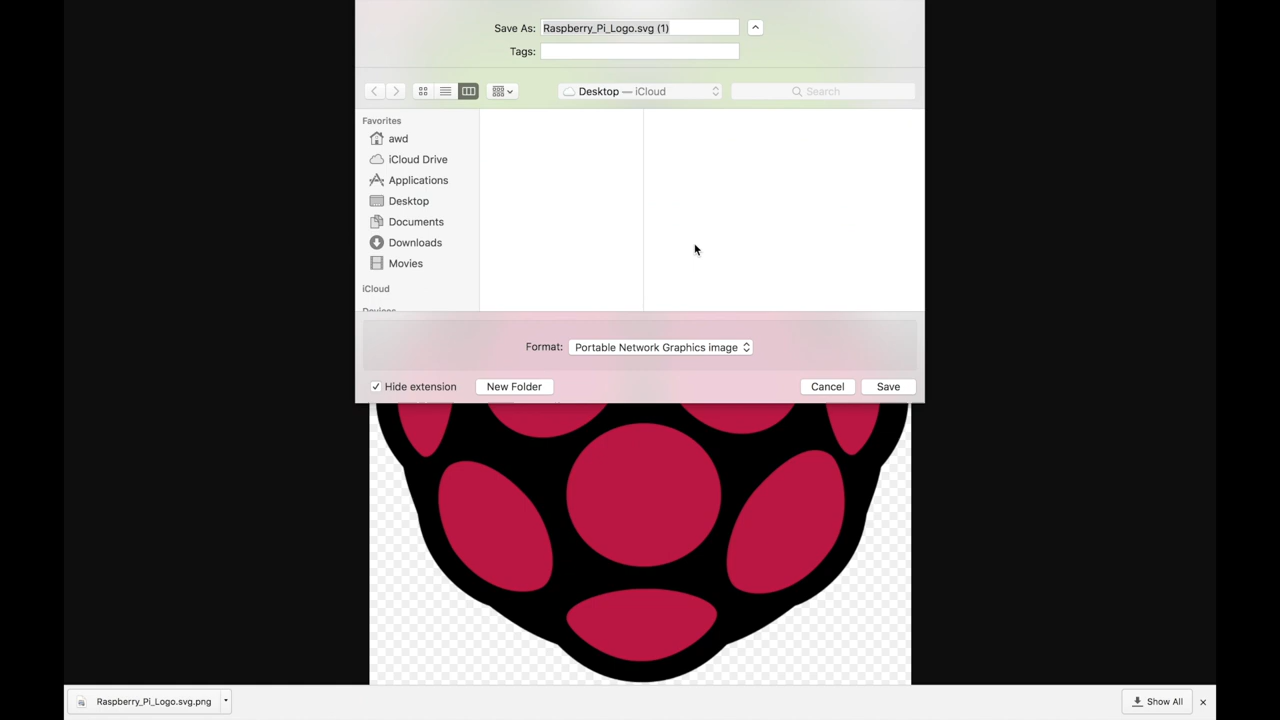 Save As: Raspberry_Pi_Logo.svg (1)
Tags:
Desktop — iCloud
Search
Favorites
awd
iCloud Drive
Applications
Desktop
Documents
Downloads
Movies
iCloud
Devices
Format: Portable Network Graphics image
Hide extension
New Folder
Cancel
Save
Raspberry_Pi_Logo.svg.png
Show All